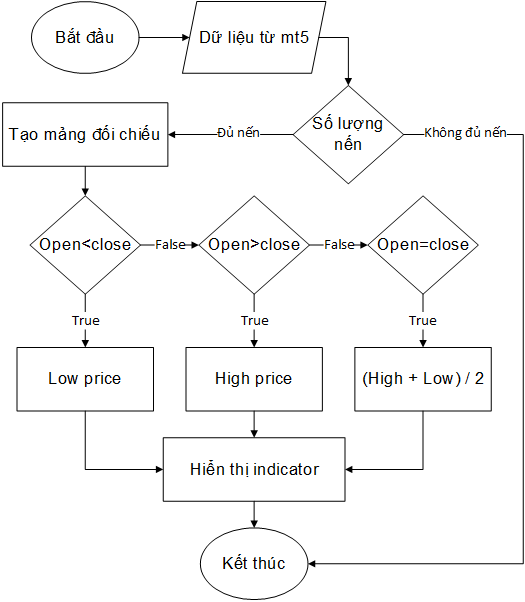 Bắt đầu
Dữ liệu từ mt5
Số lượng
nến
Đủ nến
Không đủ nến
Tạo mảng đối chiếu
Open<close
False
Open>close
False
Open=close
True
True
True
Low price
High price
(High + Low) / 2
Hiển thị indicator
Kết thúc